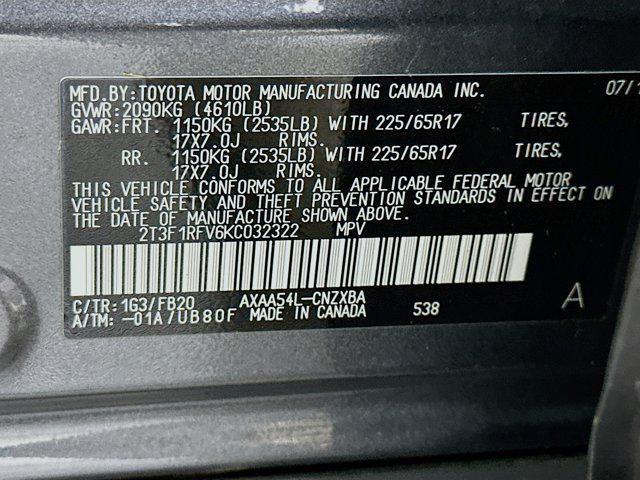 MFD.BY:TOYOTA MOTOR MANUFACTURING CANADA INC. 07/1
GVWR:2090KG (4610LB)
GAWR:FRT. 1150KG (2535LB) WITH 225/65R17 TIRES,
17X7.0J RIMS.
RR. 1150KG (2535LB) WITH 225/65R17 TIRES,
17X7.0J RIMS.
THIS VEHICLE CONFORMS TO ALL APPLICABLE FEDERAL MOTOR
VEHICLE SAFETY AND THEFT PREVENTION STANDARDS IN EFFECT ON
THE DATE OF MANUFACTURE SHOWN ABOVE.
2T3F1RFV6KC032322 MPV
C/TR:1G3/FB20 AXAA54L-CNZXBA A
A/TM:-01A/UB80F MADE IN CANADA 538